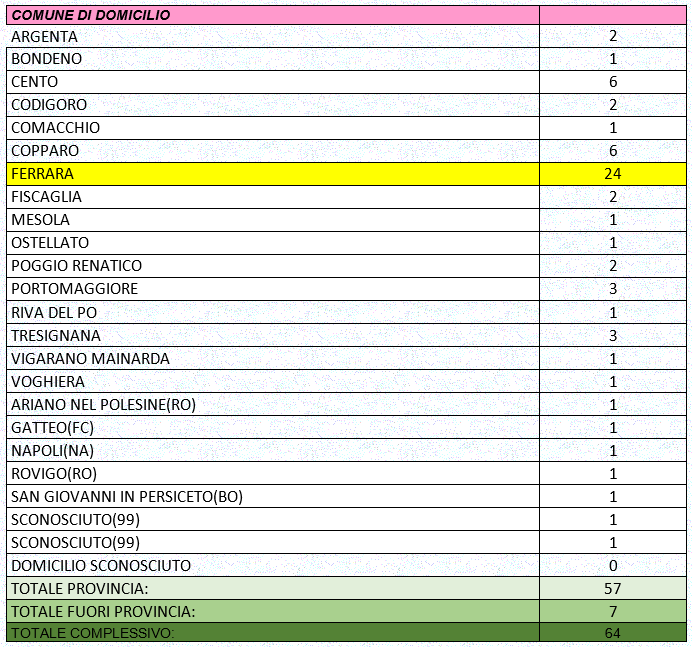 COMUNE DI DOMICILIO
ARGENTA 2
BONDENO 1
CENTO 6
CODIGORO 2
COMACCHIO 1
COPPARO 6
FERRARA 24
FISCAGLIA 2
MESOLA 1
OSTELLATO 1
POGGIO RENATICO 2
PORTOMAGGIORE 3
RIVA DEL PO 1
TRESIGNANA 3
VIGARANO MAINARDA 1
VOGHIERA 1
ARIANO NEL POLESINE(RO) 1
GATTEO(FC) 1
NAPOLI(NA) 1
ROVIGO(RO) 1
SAN GIOVANNI IN PERSICETO(BO) 1
SCONOSCIUTO(99) 1
SCONOSCIUTO(99) 1
DOMICILIO SCONOSCIUTO 0
TOTALE PROVINCIA: 57
TOTALE FUORI PROVINCIA: 7
TOTALE COMPLESSIVO: 64